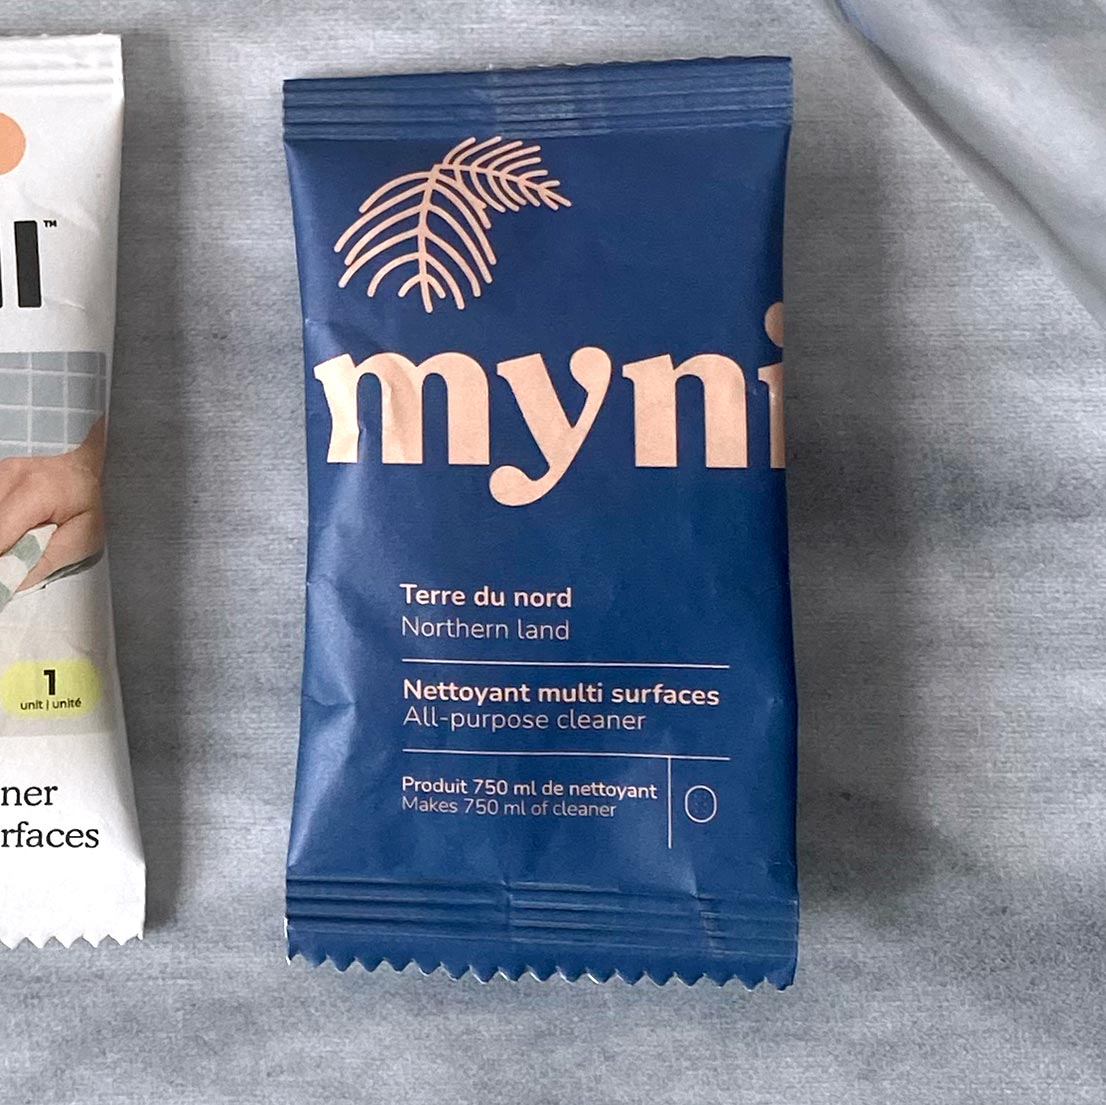 ™
1
unit | unité
ner
rfaces
myni
Terre du nord
Northern land
Nettoyant multi surfaces
All-purpose cleaner
Produit 750 ml de nettoyant
Makes 750 ml of cleaner